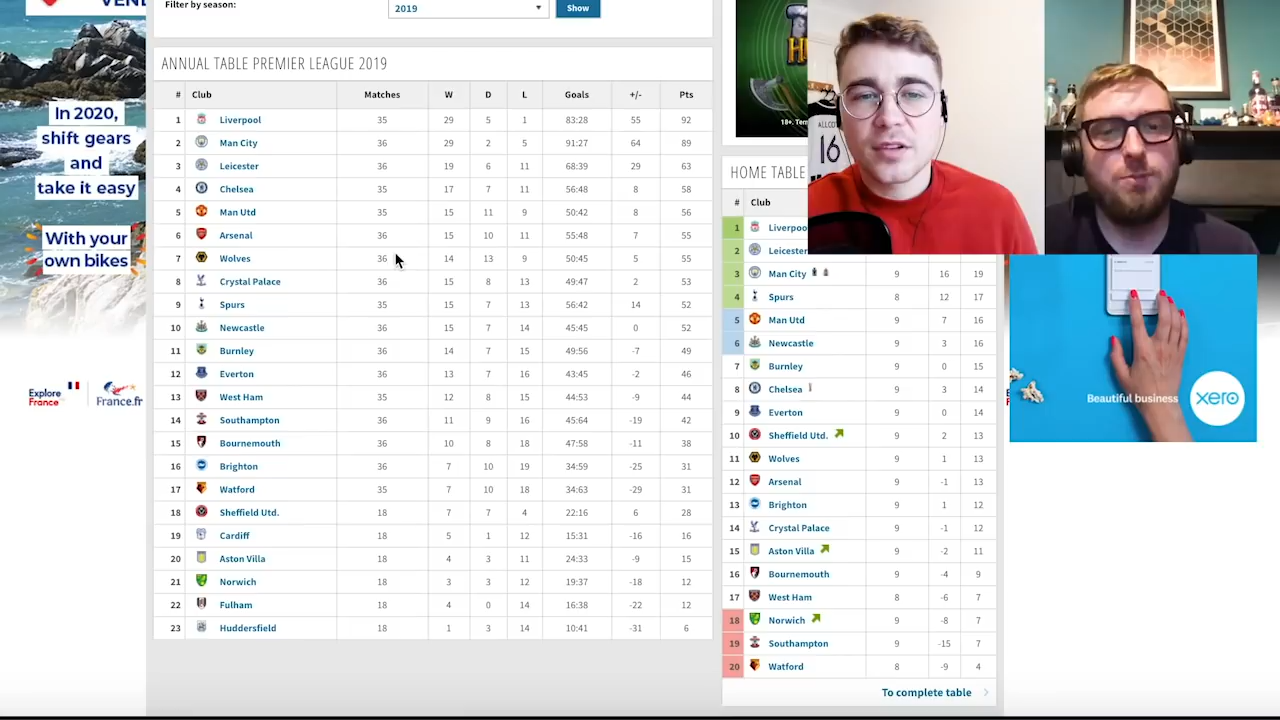 Filter by season:
2019
Show
ANNUAL TABLE PREMIER LEAGUE 2019
# Club Matches W D L Goals +/- Pts
1 Liverpool 35 29 5 1 83:28 55 92
2 Man City 36 29 2 5 91:27 64 89
3 Leicester 36 19 6 11 68:39 29 63
4 Chelsea 35 17 7 11 56:48 8 58
5 Man Utd 35 15 11 9 50:42 8 56
6 Arsenal 36 15 10 11 55:48 7 55
7 Wolves 36 14 13 9 50:45 5 55
8 Crystal Palace 36 15 8 13 49:47 2 53
9 Spurs 35 15 7 13 56:42 14 52
10 Newcastle 36 15 7 14 45:45 0 52
11 Burnley 36 14 7 15 49:56 -7 49
12 Everton 36 13 7 16 43:45 -2 46
13 West Ham 35 12 8 15 44:53 -9 44
14 Southampton 36 11 9 16 45:64 -19 42
15 Bournemouth 36 10 8 18 47:58 -11 38
16 Brighton 36 7 10 19 34:59 -25 31
17 Watford 35 7 10 18 34:63 -29 31
18 Sheffield Utd. 18 7 7 4 22:16 6 28
19 Cardiff 18 5 1 12 15:31 -16 16
20 Aston Villa 18 4 3 11 24:33 -9 15
21 Norwich 18 3 3 12 19:37 -18 12
22 Fulham 18 4 0 14 16:38 -22 12
23 Huddersfield 18 1 3 14 10:41 -31 6
In 2020,
shift gears
and
take it easy
With your
own bikes
Explore
France
France.fr
18+.
16
HOME TABLE
# Club
1 Liverpoo
2 Leicester
3 Man City 9 16 19
4 Spurs 8 12 17
5 Man Utd 9 7 16
6 Newcastle 9 3 16
7 Burnley 9 0 15
8 Chelsea 9 3 14
9 Everton 9 0 14
10 Sheffield Utd. 9 2 13
11 Wolves 9 1 13
12 Arsenal 9 -1 13
13 Brighton 9 1 12
14 Crystal Palace 9 -1 12
15 Aston Villa 9 -2 11
16 Bournemouth 9 -4 9
17 West Ham 8 -6 7
18 Norwich 9 -8 7
19 Southampton 9 -15 7
20 Watford 8 -9 4
To complete table
Beautiful business
xero